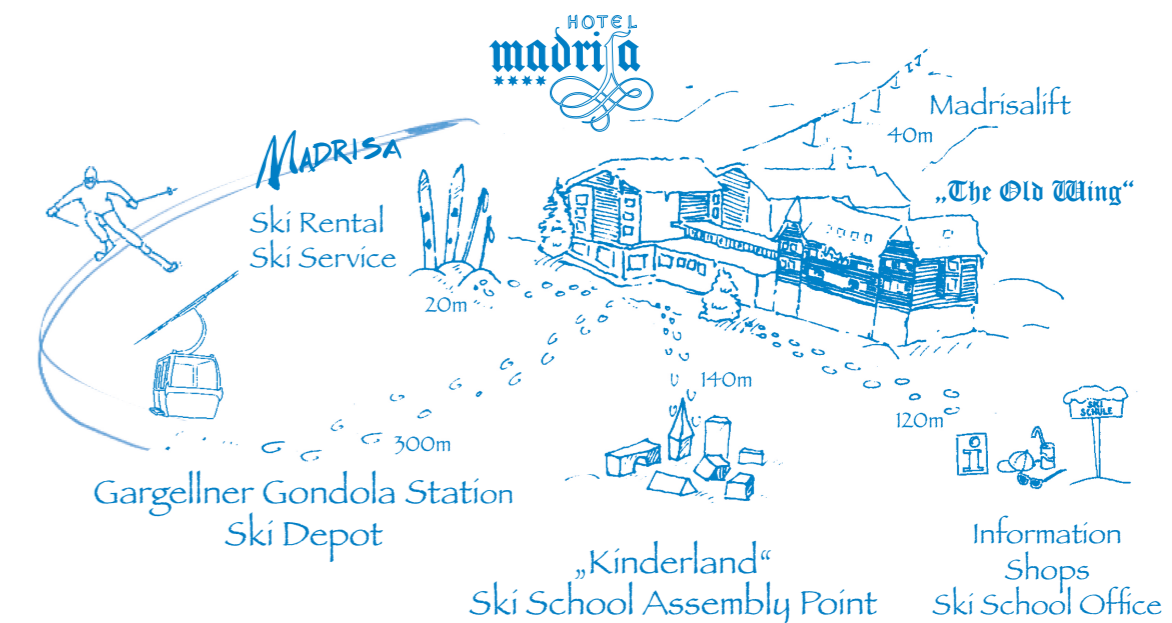 HOTEL
madrisa
****
Madrisalift
40m
MADRISA
„The Old Wing“
Ski Rental
Ski Service
20m
140m
300m
120m
SKI
SCHULE
i
Gargellner Gondola Station
Ski Depot
„Kinderland“
Ski School Assembly Point
Information
Shops
Ski School Office